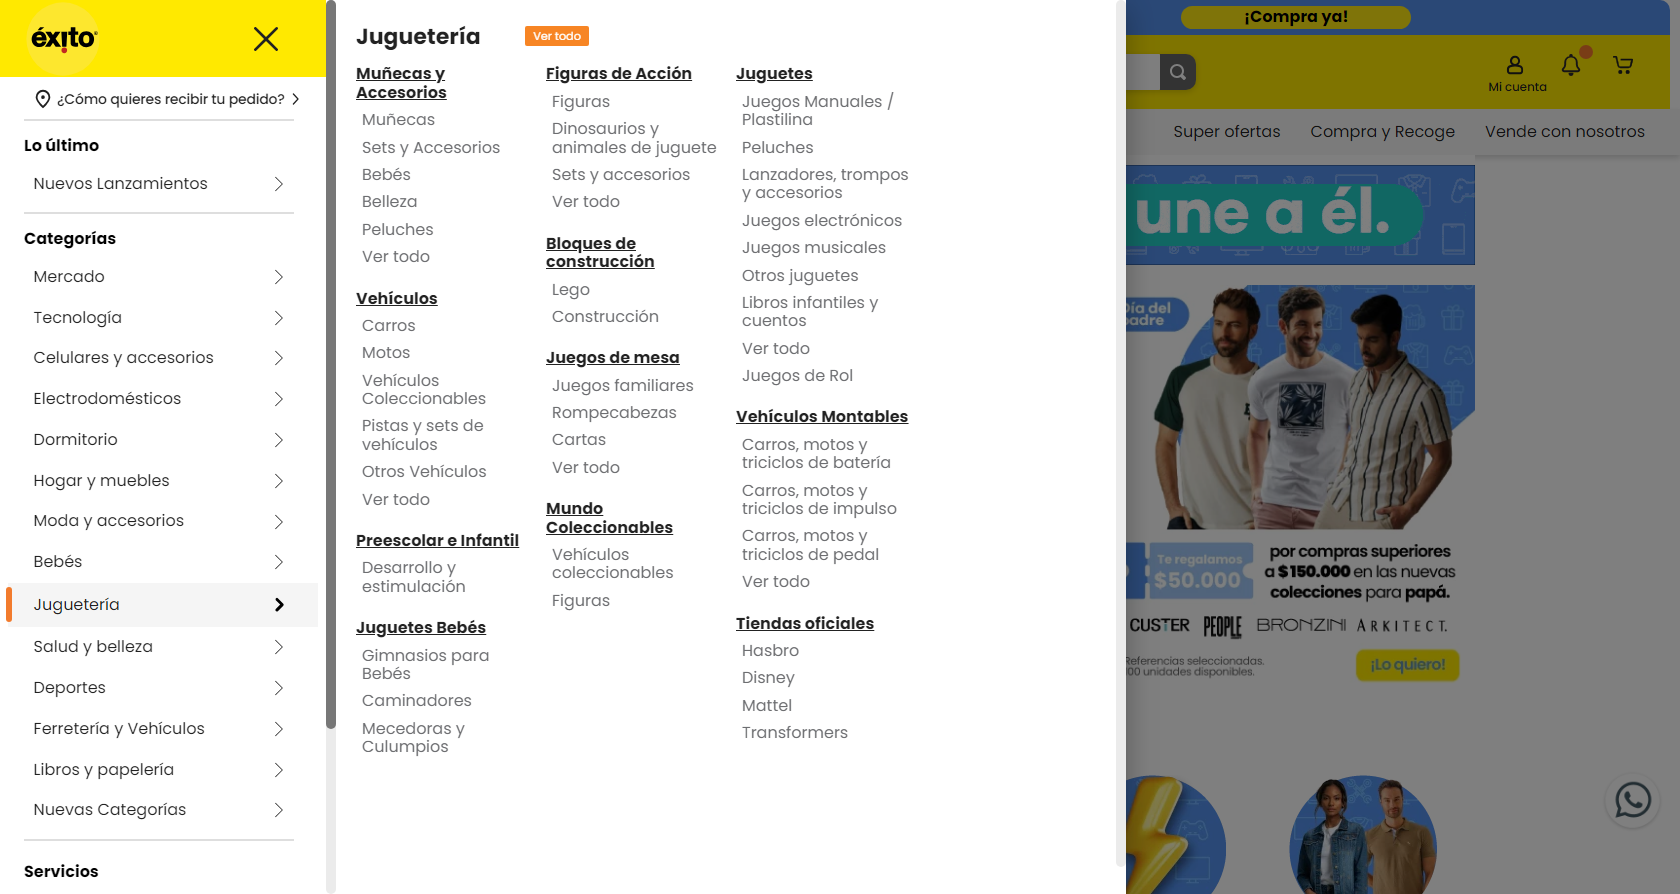 éxito
¿Cómo quieres recibir tu pedido?
Lo último
Nuevos Lanzamientos
Categorías
Mercado
Tecnología
Celulares y accesorios
Electrodomésticos
Dormitorio
Hogar y muebles
Moda y accesorios
Bebés
Juguetería
Salud y belleza
Deportes
Ferretería y Vehículos
Libros y papelería
Nuevas Categorías
Servicios
Juguetería
Ver todo
Muñecas y
Accesorios
Muñecas
Sets y Accesorios
Bebés
Belleza
Peluches
Ver todo
Vehículos
Carros
Motos
Vehículos
Coleccionables
Pistas y sets de
vehículos
Otros Vehículos
Ver todo
Preescolar e Infantil
Desarrollo y
estimulación
Juguetes Bebés
Gimnasios para
Bebés
Caminadores
Mecedoras y
Culumpios
Figuras de Acción
Figuras
Dinosaurios y
animales de juguete
Sets y accesorios
Ver todo
Bloques de
construcción
Lego
Construcción
Juegos de mesa
Juegos familiares
Rompecabezas
Cartas
Ver todo
Mundo
Coleccionables
Vehículos
coleccionables
Figuras
Juguetes
Juegos Manuales /
Plastilina
Peluches
Lanzadores, trompos
y accesorios
Juegos electrónicos
Juegos musicales
Otros juguetes
Libros infantiles y
cuentos
Ver todo
Juegos de Rol
Vehículos Montables
Carros, motos y
triciclos de batería
Carros, motos y
triciclos de impulso
Carros, motos y
triciclos de pedal
Ver todo
Tiendas oficiales
Hasbro
Disney
Mattel
Transformers
¡Compra ya!
Mi cuenta
Super ofertas
Compra y Recoge
Vende con nosotros
une a él.
Día del
padre
Te regalamos
$50.000
por compras superiores
a $150.000 en las nuevas
colecciones para papá.
CUSTER PEOPLE BRONZINI ARKITECT.
Referencias seleccionadas.
unidades disponibles.
¡Lo quiero!